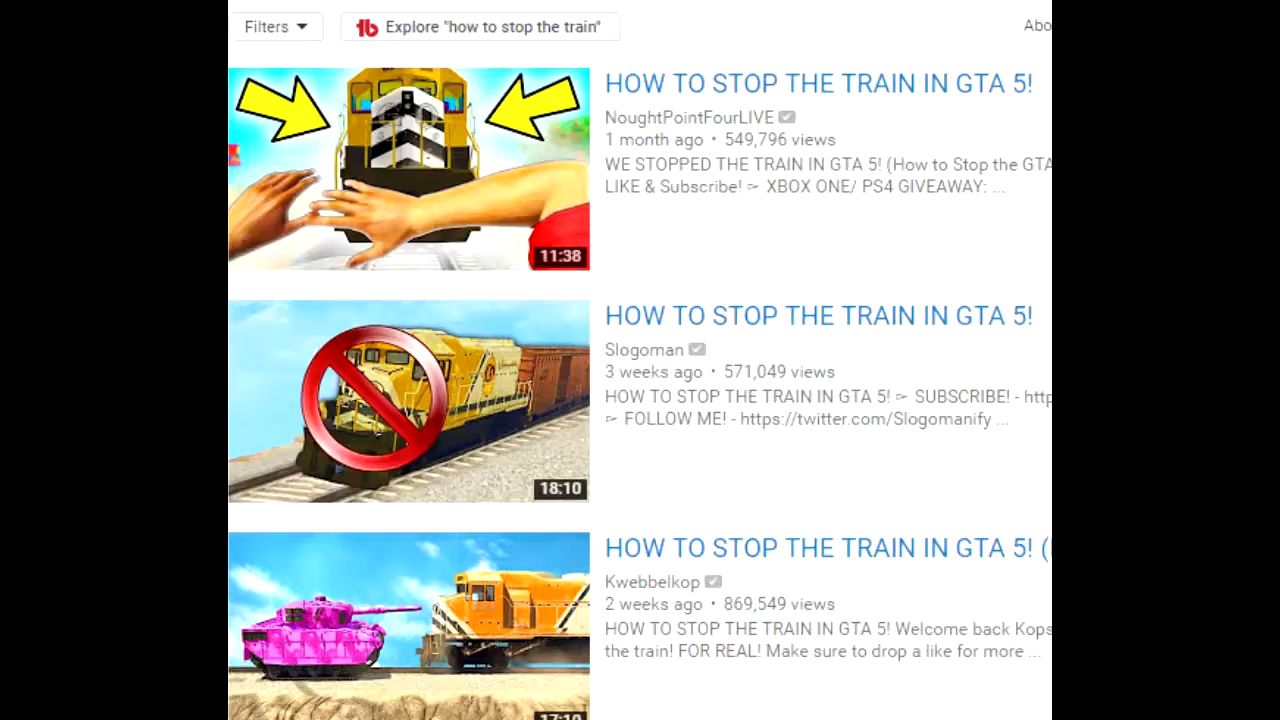 Filters
Explore "how to stop the train"
Abo
HOW TO STOP THE TRAIN IN GTA 5!
NoughtPointFourLIVE
1 month ago • 549,796 views
WE STOPPED THE TRAIN IN GTA 5! (How to Stop the GTA
LIKE & Subscribe! ➣ XBOX ONE/ PS4 GIVEAWAY: ...
11:38
HOW TO STOP THE TRAIN IN GTA 5!
Slogoman
3 weeks ago • 571,049 views
HOW TO STOP THE TRAIN IN GTA 5! ➣ SUBSCRIBE! - http
➣ FOLLOW ME! - https://twitter.com/Slogomanify ...
18:10
HOW TO STOP THE TRAIN IN GTA 5! (
Kwebbelkop
2 weeks ago • 869,549 views
HOW TO STOP THE TRAIN IN GTA 5! Welcome back Kops
the train! FOR REAL! Make sure to drop a like for more ...